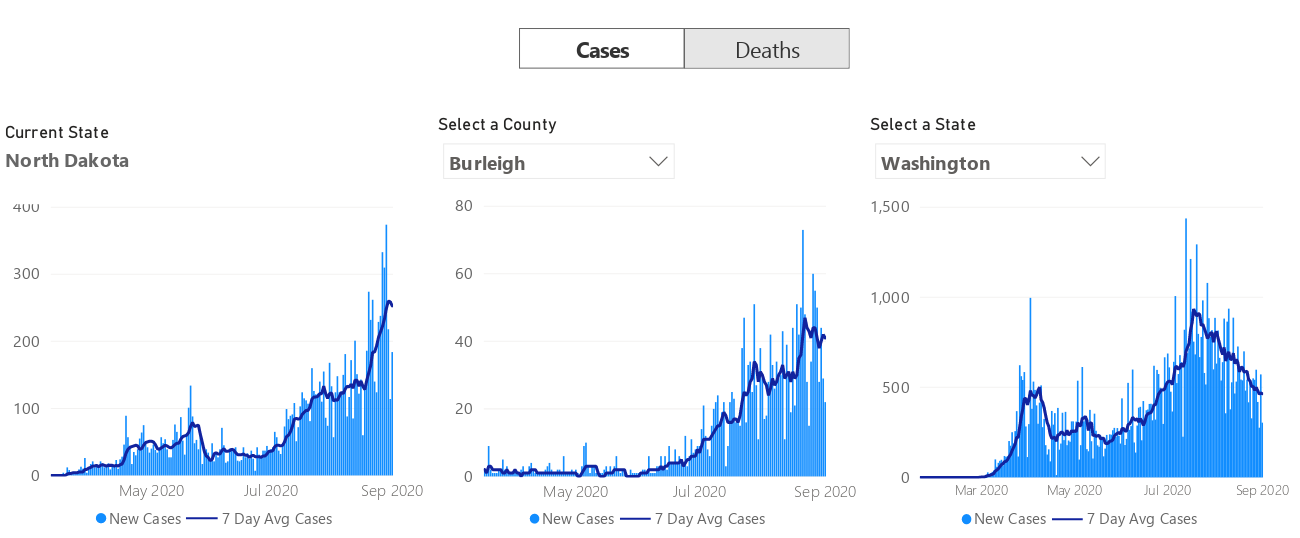 Cases
Deaths
Current State
North Dakota
Select a County
Burleigh
Select a State
Washington
400
300
200
100
0
May 2020
Jul 2020
Sep 2020
New Cases
7 Day Avg Cases
80
60
40
20
0
May 2020
Jul 2020
Sep 2020
New Cases
7 Day Avg Cases
1,500
1,000
500
0
Mar 2020
May 2020
Jul 2020
Sep 2020
New Cases
7 Day Avg Cases